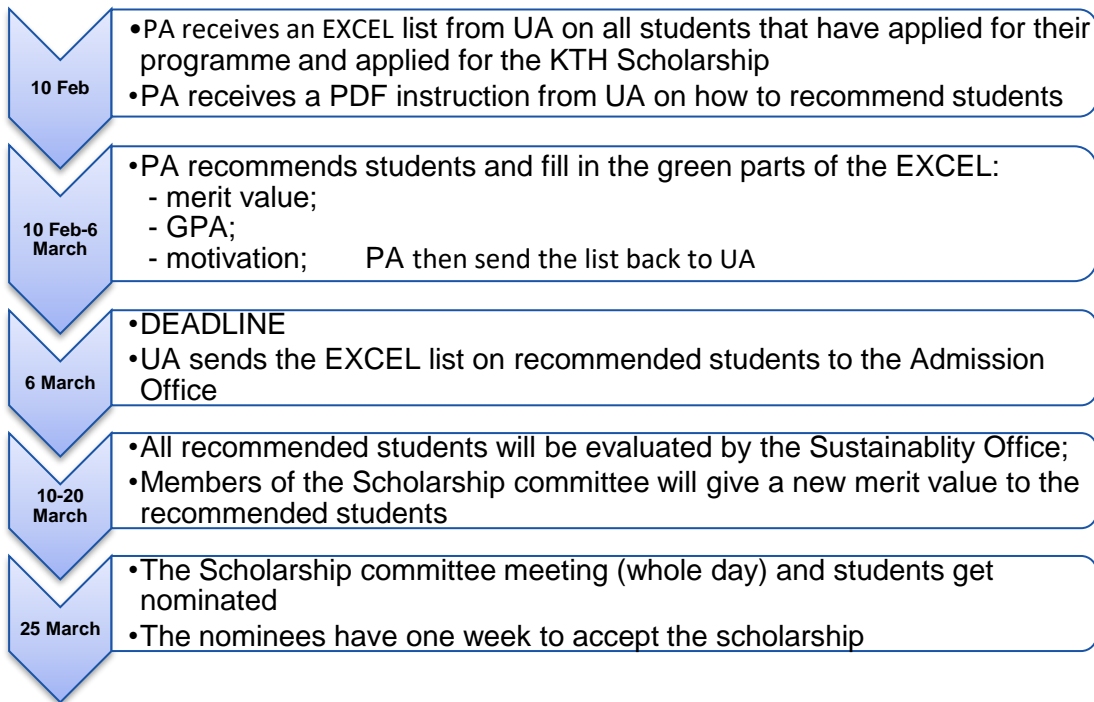 10 Feb
•PA receives an EXCEL list from UA on all students that have applied for their
programme and applied for the KTH Scholarship
•PA receives a PDF instruction from UA on how to recommend students
10 Feb-6
March
•PA recommends students and fill in the green parts of the EXCEL:
- merit value;
- GPA;
- motivation; PA then send the list back to UA
6 March
•DEADLINE
•UA sends the EXCEL list on recommended students to the Admission
Office
10-20
March
•All recommended students will be evaluated by the Sustainablity Office;
•Members of the Scholarship committee will give a new merit value to the
recommended students
25 March
•The Scholarship committee meeting (whole day) and students get
nominated
•The nominees have one week to accept the scholarship